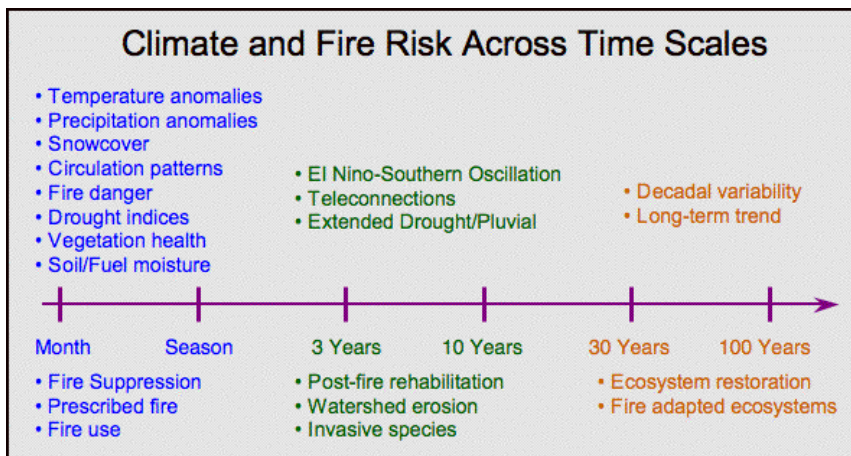 Climate and Fire Risk Across Time Scales
• Temperature anomalies
• Precipitation anomalies
• Snowcover
• Circulation patterns
• Fire danger
• Drought indices
• Vegetation health
• Soil/Fuel moisture
• El Nino-Southern Oscillation
• Teleconnections
• Extended Drought/Pluvial
• Decadal variability
• Long-term trend
Month Season 3 Years 10 Years 30 Years 100 Years
• Fire Suppression
• Prescribed fire
• Fire use
• Post-fire rehabilitation
• Watershed erosion
• Invasive species
• Ecosystem restoration
• Fire adapted ecosystems